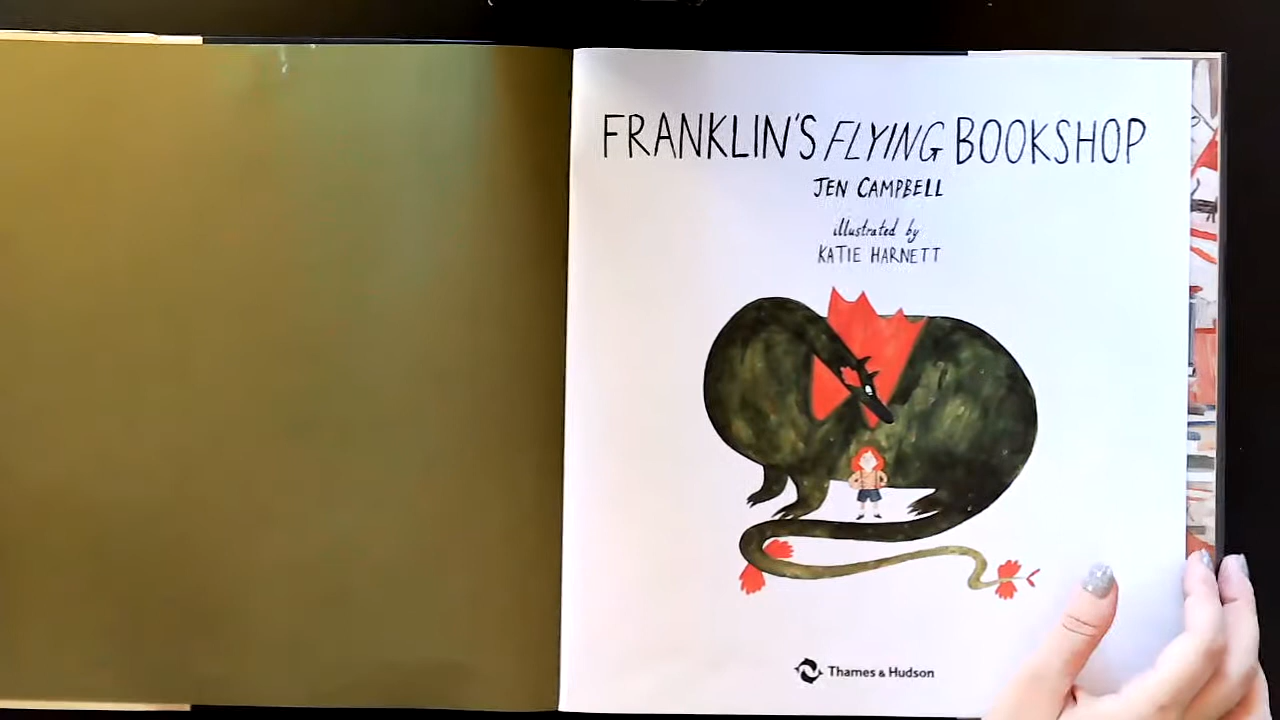 FRANKLIN'S FLYING BOOKSHOP
JEN CAMPBELL
illustrated by
KATIE HARNETT
Thames & Hudson